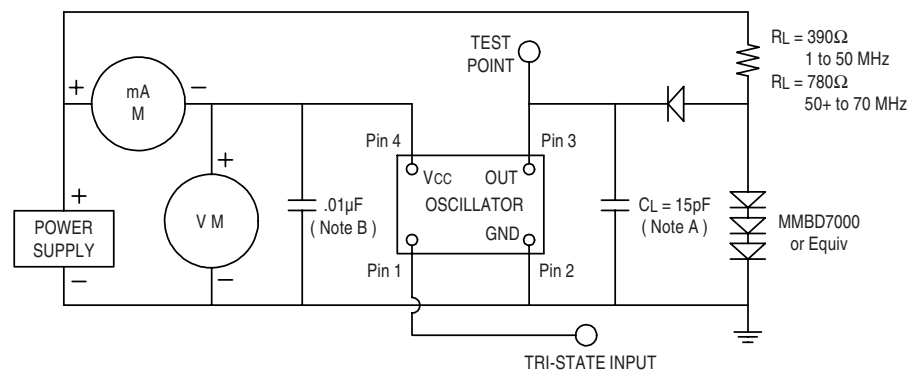 TEST
POINT
RL = 390Ω
1 to 50 MHz
RL = 780Ω
50+ to 70 MHz
+
mA
M
−
Pin 4
Pin 3
+
VCC
OUT
OSCILLATOR
GND
+
POWER
SUPPLY
−
V M
−
.01µF
( Note B )
CL = 15pF
( Note A )
MMBD7000
or Equiv
Pin 1
Pin 2
TRI-STATE INPUT